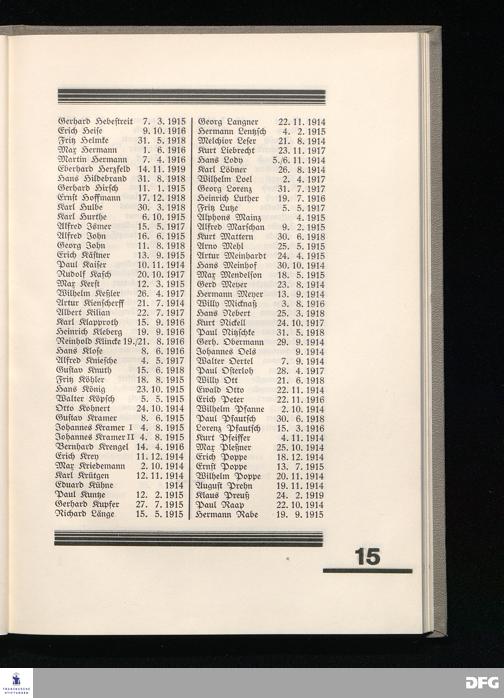 Gerhard Hebestreit 7. 3. 1915
Erich Heise 9. 10. 1916
Fritz Helmke 31. 5. 1918
Max Hermann 1. 6. 1916
Martin Hermann 7. 4. 1916
Eberhard Herzfeld 14. 11. 1919
Hans Hildebrand 31. 8. 1918
Gerhard Hirsch 11. 1. 1915
Ernst Hoffmann 17. 12. 1918
Karl Hulbe 30. 3. 1918
Karl Hurthe 6. 10. 1915
Alfred Ismer 15. 5. 1917
Alfred John 16. 6. 1915
Georg John 11. 8. 1918
Erich Kästner 13. 9. 1915
Paul Kaiser 10. 11. 1914
Rudolf Kasch 20. 10. 1917
Max Kerst 12. 3. 1915
Wilhelm Keßler 26. 4. 1917
Artur Kienscherff 21. 7. 1914
Albert Kilian 22. 7. 1917
Karl Klapproth 15. 9. 1916
Heinrich Kleberg 19. 9. 1916
Reinhold Klincke 19./21. 8. 1916
Hans Klose 8. 6. 1916
Alfred Kniesche 4. 5. 1917
Gustav Knuth 15. 6. 1918
Fritz Köhler 18. 8. 1915
Hans König 23. 10. 1915
Walter Köpsch 5. 5. 1915
Otto Kohnert 24. 10. 1914
Gustav Kramer 8. 6. 1915
Johannes Kramer I 4. 8. 1915
Johannes Kramer II 4. 8. 1915
Bernhard Krengel 14. 4. 1916
Erich Krey 11. 12. 1914
Max Kriedemann 2. 10. 1914
Karl Krütgen 12. 11. 1914
Eduard Kühne 1914
Paul Kuntze 12. 2. 1915
Gerhard Kupfer 27. 7. 1915
Richard Länge 15. 5. 1915
Georg Langner 22. 11. 1914
Hermann Lentzsch 4. 2. 1915
Melchior Leser 21. 8. 1914
Kurt Liebrecht 23. 11. 1917
Hans Lody 5./6. 11. 1914
Karl Lösner 26. 8. 1914
Wilhelm Loel 2. 4. 1917
Georg Lorenz 31. 7. 1917
Heinrich Luther 19. 7. 1916
Fritz Lutze 5. 5. 1917
Alphons Mainz 4. 1915
Alfred Marschan 9. 2. 1915
Kurt Mattern 30. 6. 1918
Arno Mehl 25. 5. 1915
Artur Meinhardt 24. 4. 1915
Hans Meinhof 30. 10. 1914
Max Mendelson 18. 5. 1915
Gerd Meyer 23. 8. 1914
Hermann Meyer 13. 9. 1914
Willy Micknaß 3. 8. 1916
Hans Nebert 25. 3. 1918
Kurt Nickell 24. 10. 1917
Paul Nitzschke 31. 5. 1918
Gerh. Obermann 29. 9. 1914
Johannes Oels 9. 1914
Walter Oertel 7. 9. 1914
Paul Osterloh 28. 4. 1917
Willy Ott 21. 6. 1918
Ewald Otto 22. 11. 1914
Erich Peter 22. 11. 1916
Wilhelm Pfanne 2. 10. 1914
Paul Pfautsch 30. 6. 1918
Lorenz Pfautsch 15. 3. 1916
Kurt Pfeiffer 4. 11. 1914
Max Pleßner 25. 10. 1914
Erich Poppe 18. 12. 1914
Ernst Poppe 13. 7. 1915
Wilhelm Poppe 20. 11. 1914
August Prehn 19. 11. 1914
Klaus Preuß 24. 2. 1919
Paul Raap 22. 10. 1914
Hermann Rabe 19. 9. 1915
15
FRANCKESCHE
STIFTUNGEN
DFG